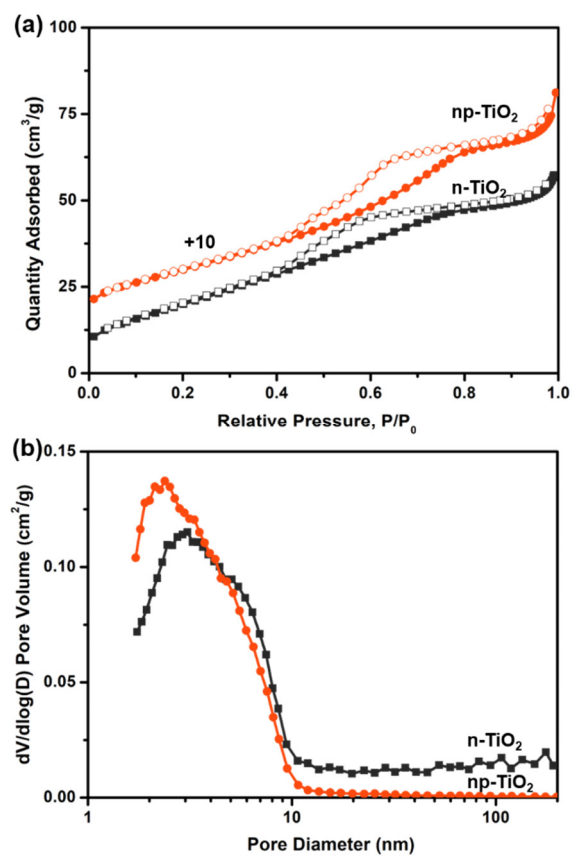 (a)
100
75
50
25
0
Quantity Adsorbed (cm³/g)
np-TiO₂
n-TiO₂
+10
0.0 0.2 0.4 0.6 0.8 1.0
Relative Pressure, P/P₀
(b)
0.15
0.10
0.05
0.00
dV/dlog(D) Pore Volume (cm²/g)
n-TiO₂
np-TiO₂
1 10 100
Pore Diameter (nm)